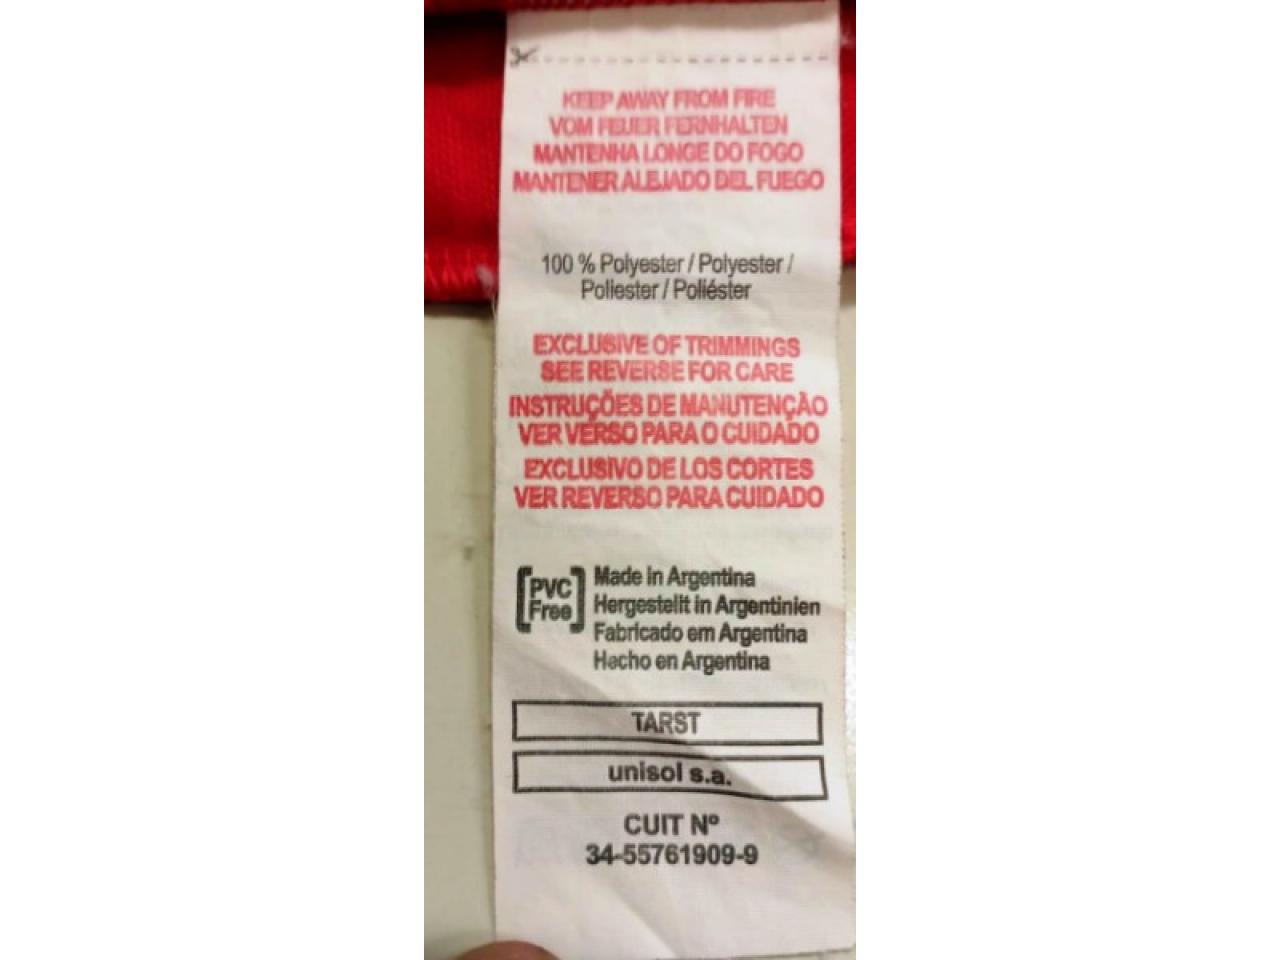 KEEP AWAY FROM FIRE
VOM FEUER FERNHALTEN
MANTENHA LONGE DO FOGO
MANTENER ALEJADO DEL FUEGO
100 % Polyester / Polyester /
Poliester / Poliéster
EXCLUSIVE OF TRIMMINGS
SEE REVERSE FOR CARE
INSTRUÇÕES DE MANUTENÇÃO
VER VERSO PARA O CUIDADO
EXCLUSIVO DE LOS CORTES
VER REVERSO PARA CUIDADO
PVC
Free
Made in Argentina
Hergestellt in Argentinien
Fabricado em Argentina
Hecho en Argentina
TARST
unisol s.a.
CUIT Nº
34-55761909-9